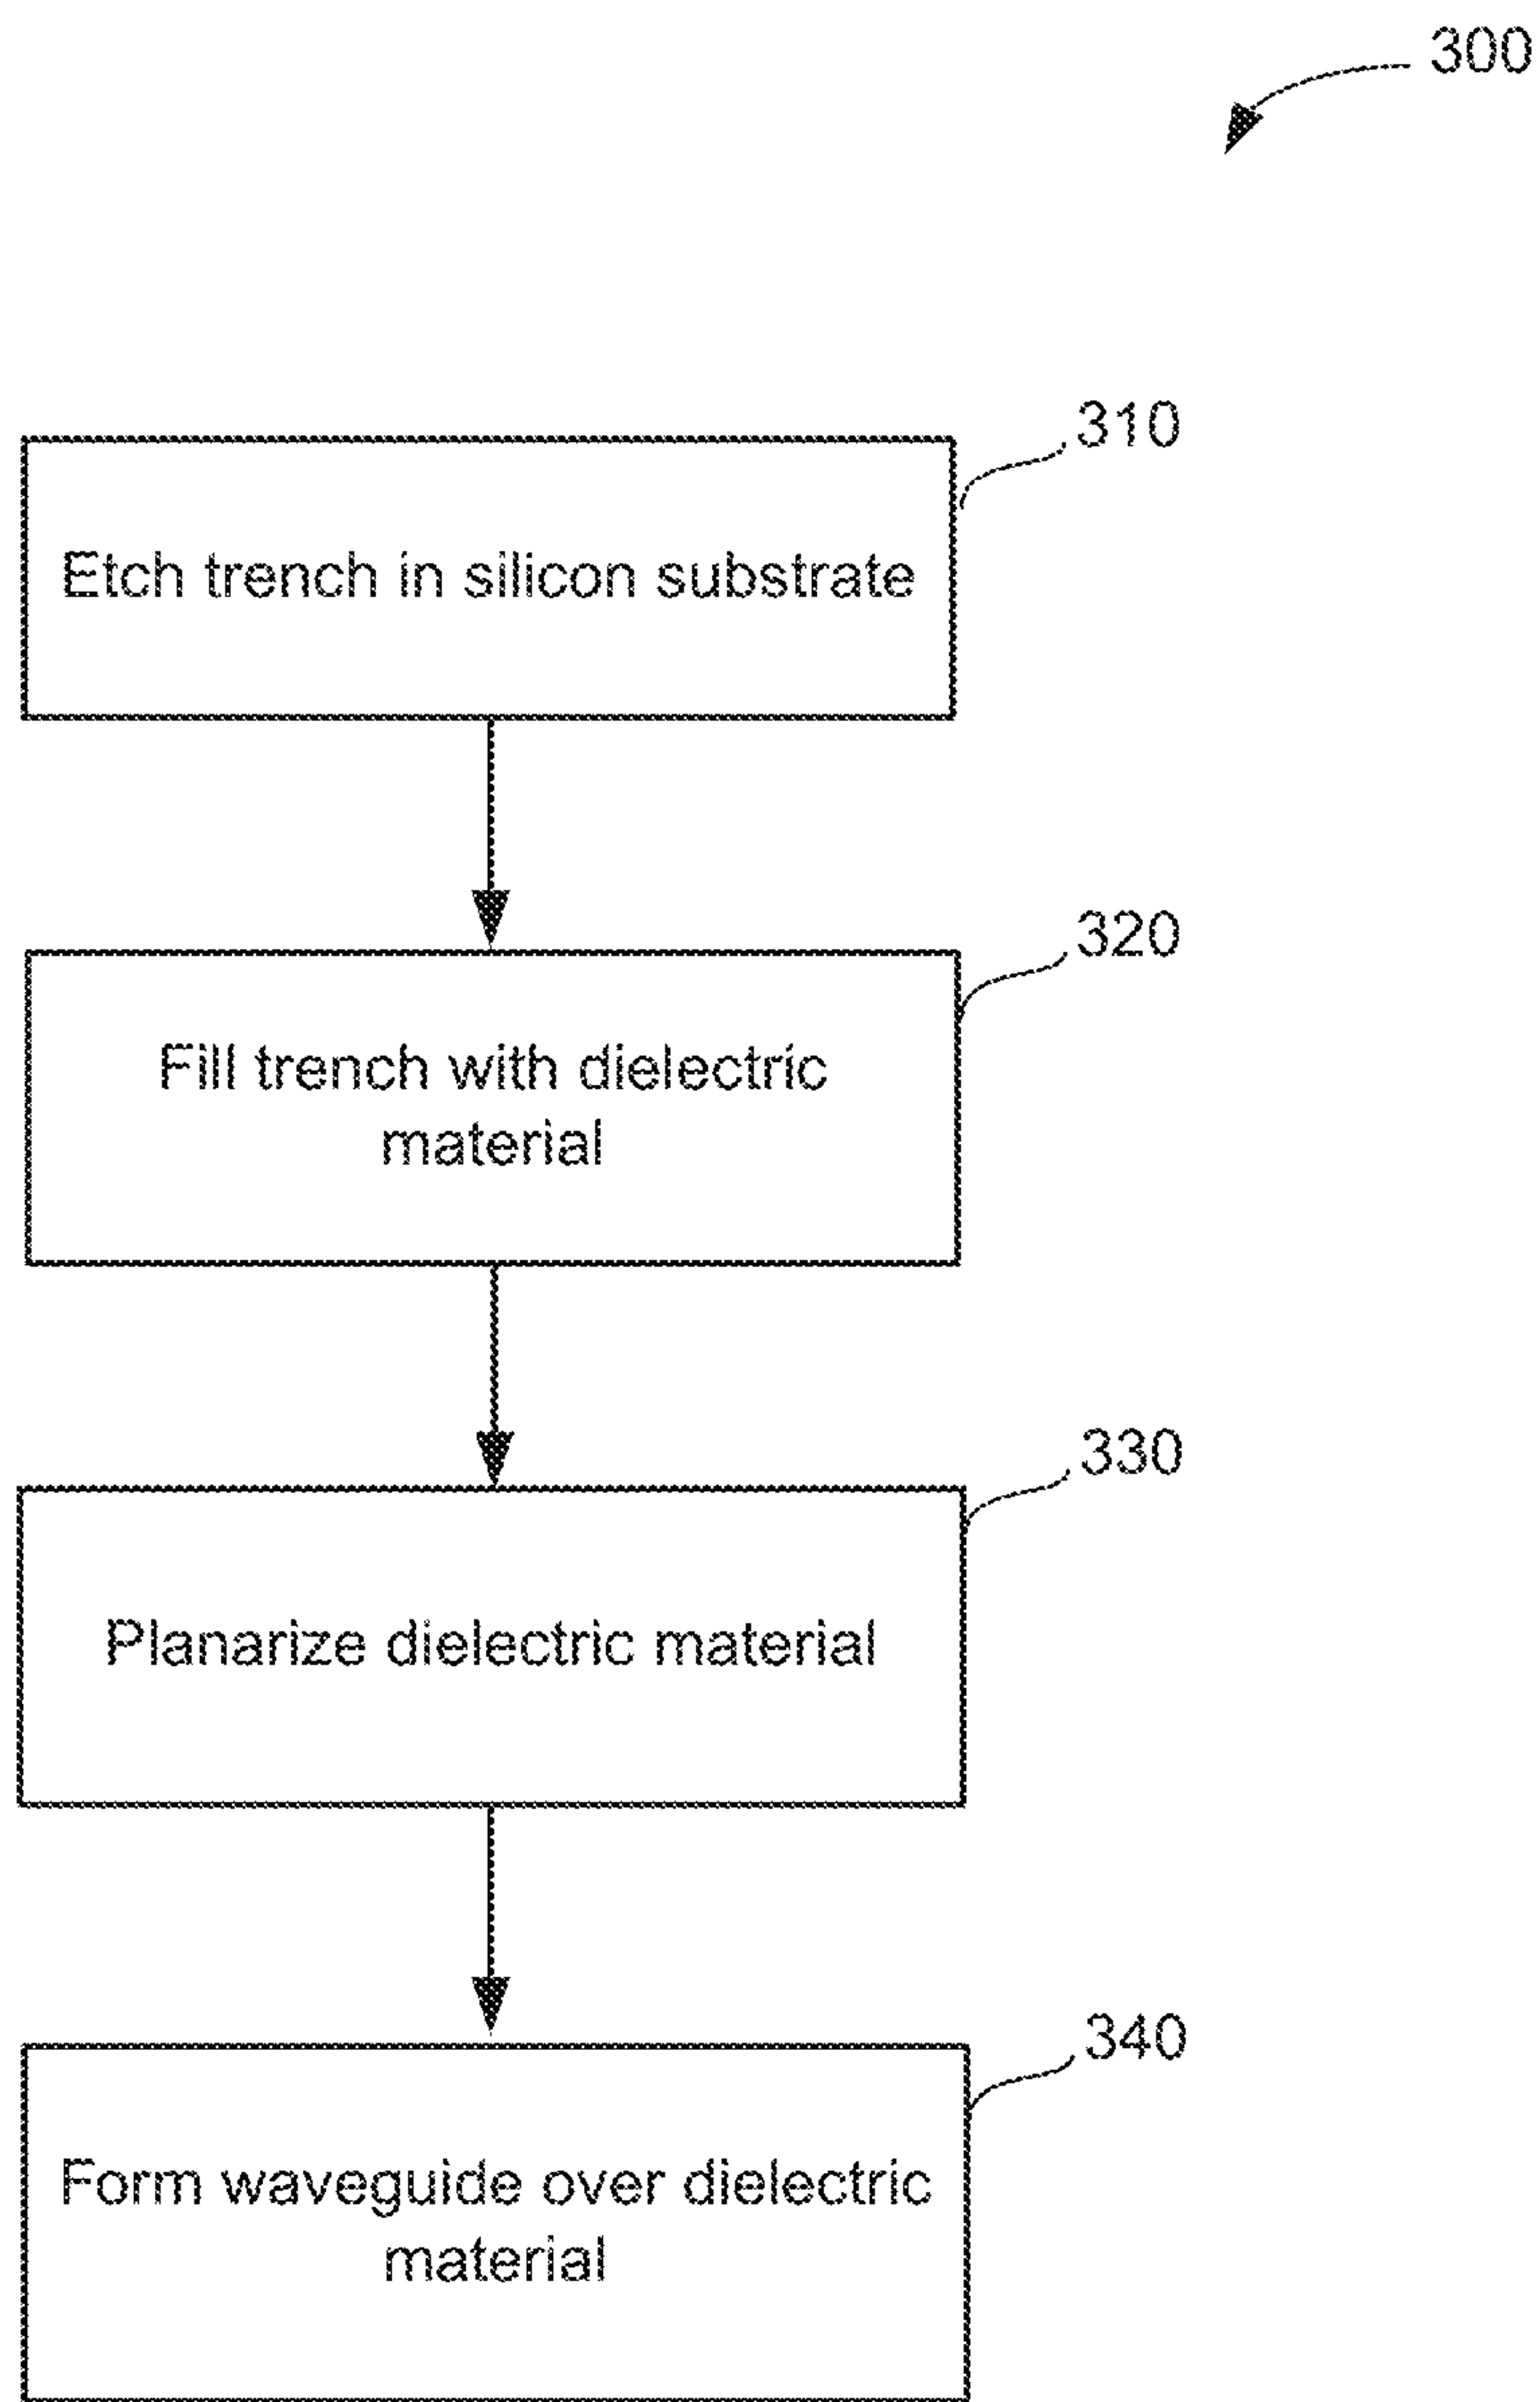 300
310
Etch trench in silicon substrate
320
Fill trench with dielectric
material
330
Planarize dielectric material
340
Form waveguide over dielectric
material